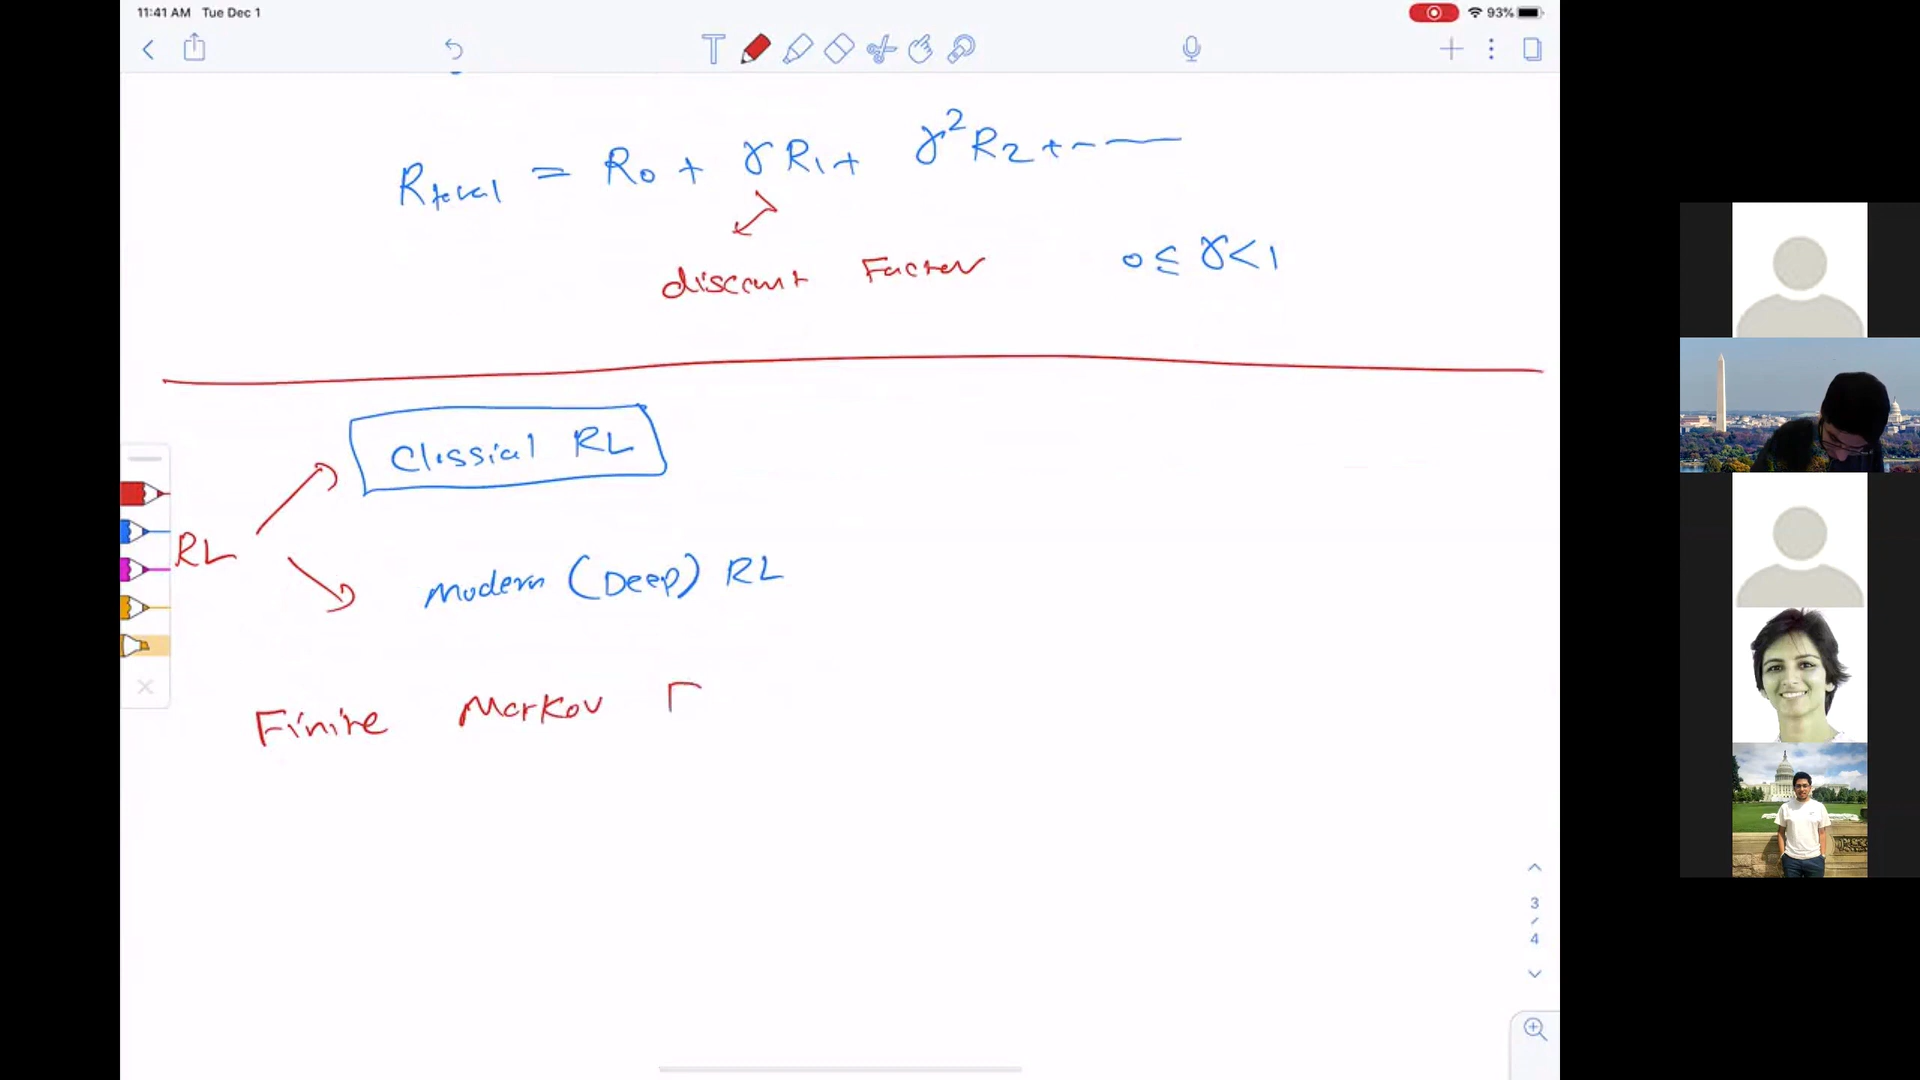 11:41 AM Tue Dec 1
93%
Rtotal = R0 + γR1 + γ²R2 + - —
discount Factor
0 ≤ γ < 1
Classical RL
RL
Modern (Deep) RL
Finite Markov
3
/
4